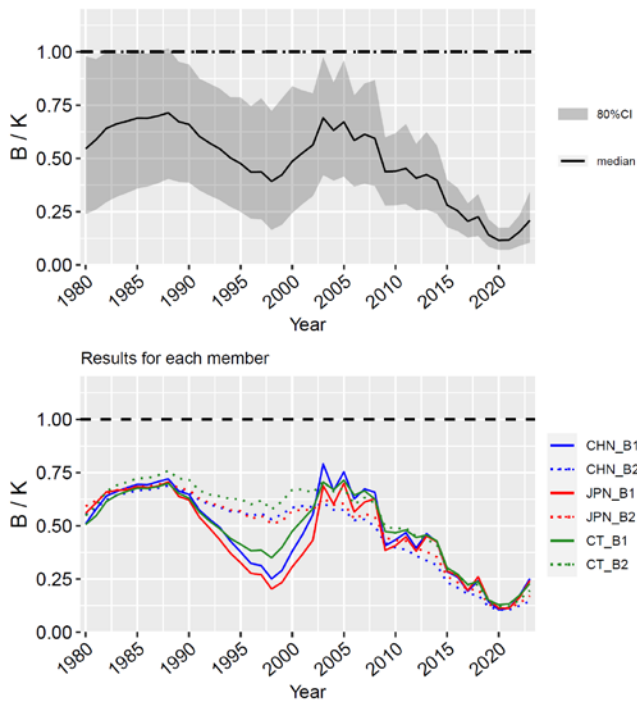 1.00
0.75
0.50
0.25
0.00
B / K
1980
1985
1990
1995
2000
2005
2010
2015
2020
Year
80%CI
median
Results for each member
1.00
0.75
0.50
0.25
0.00
B / K
1980
1985
1990
1995
2000
2005
2010
2015
2020
Year
CHN_B1
CHN_B2
JPN_B1
JPN_B2
CT_B1
CT_B2